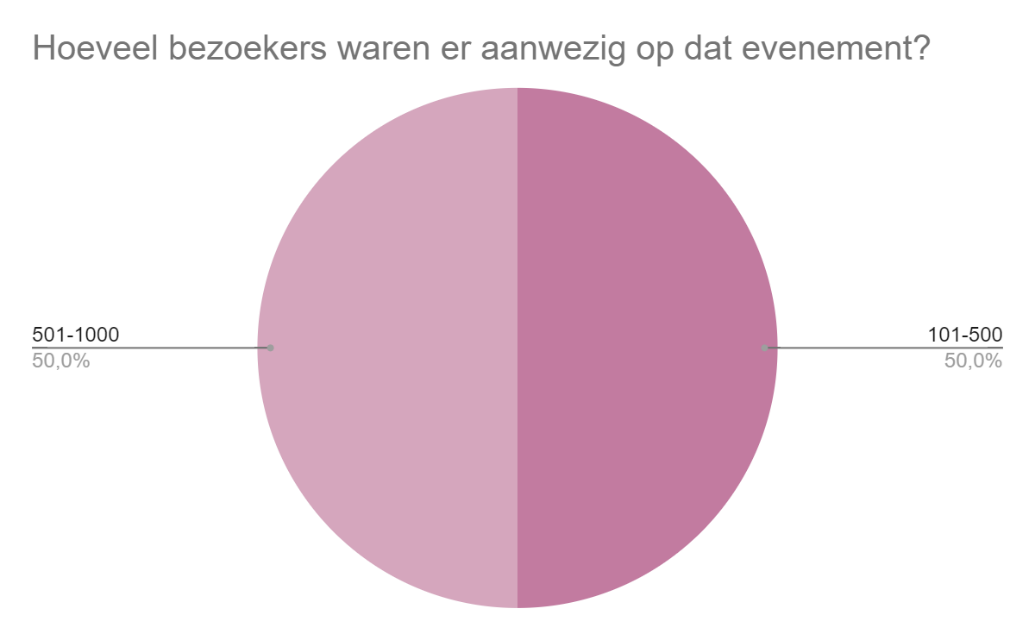 Hoeveel bezoekers waren er aanwezig op dat evenement?
501-1000
50,0%
101-500
50,0%